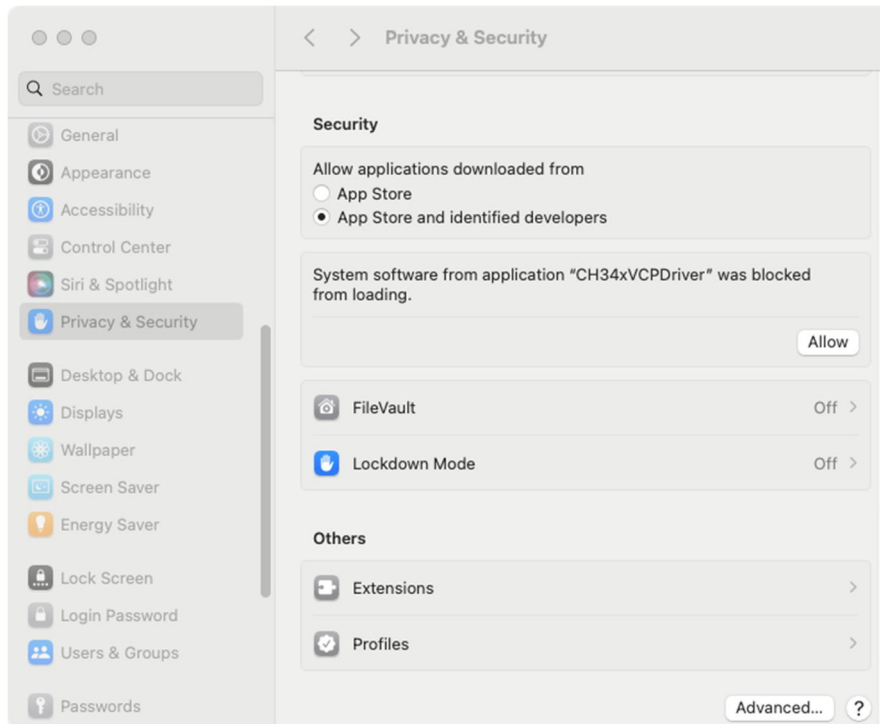 Privacy & Security
Search
General
Appearance
Accessibility
Control Center
Siri & Spotlight
Privacy & Security
Desktop & Dock
Displays
Wallpaper
Screen Saver
Energy Saver
Lock Screen
Login Password
Users & Groups
Passwords
Security
Allow applications downloaded from
App Store
App Store and identified developers
System software from application “CH34xVCPDriver” was blocked
from loading.
Allow
FileVault Off
Lockdown Mode Off
Others
Extensions
Profiles
Advanced... ?